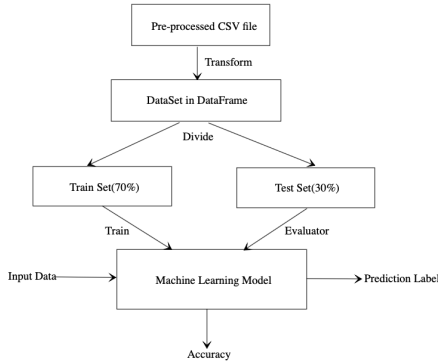 Pre-processed CSV file
Transform
DataSet in DataFrame
Divide
Train Set(70%)
Test Set(30%)
Train
Evaluator
Input Data
Machine Learning Model
Prediction Label
Accuracy